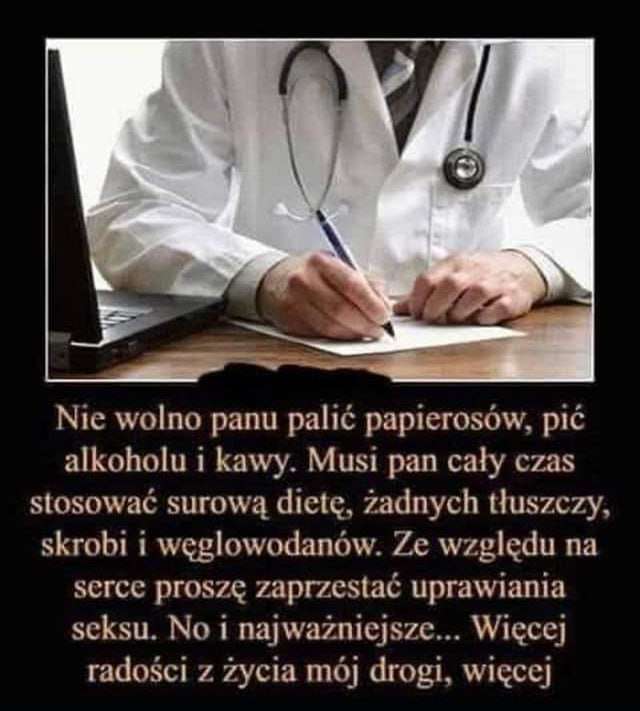 Nie wolno panu palić papierosów, pić
alkoholu i kawy. Musi pan cały czas
stosować surową dietę, żadnych tłuszczy,
skrobi i węglowodanów. Ze względu na
serce proszę zaprzestać uprawiania
seksu. No i najważniejsze... Więcej
radości z życia mój drogi, więcej